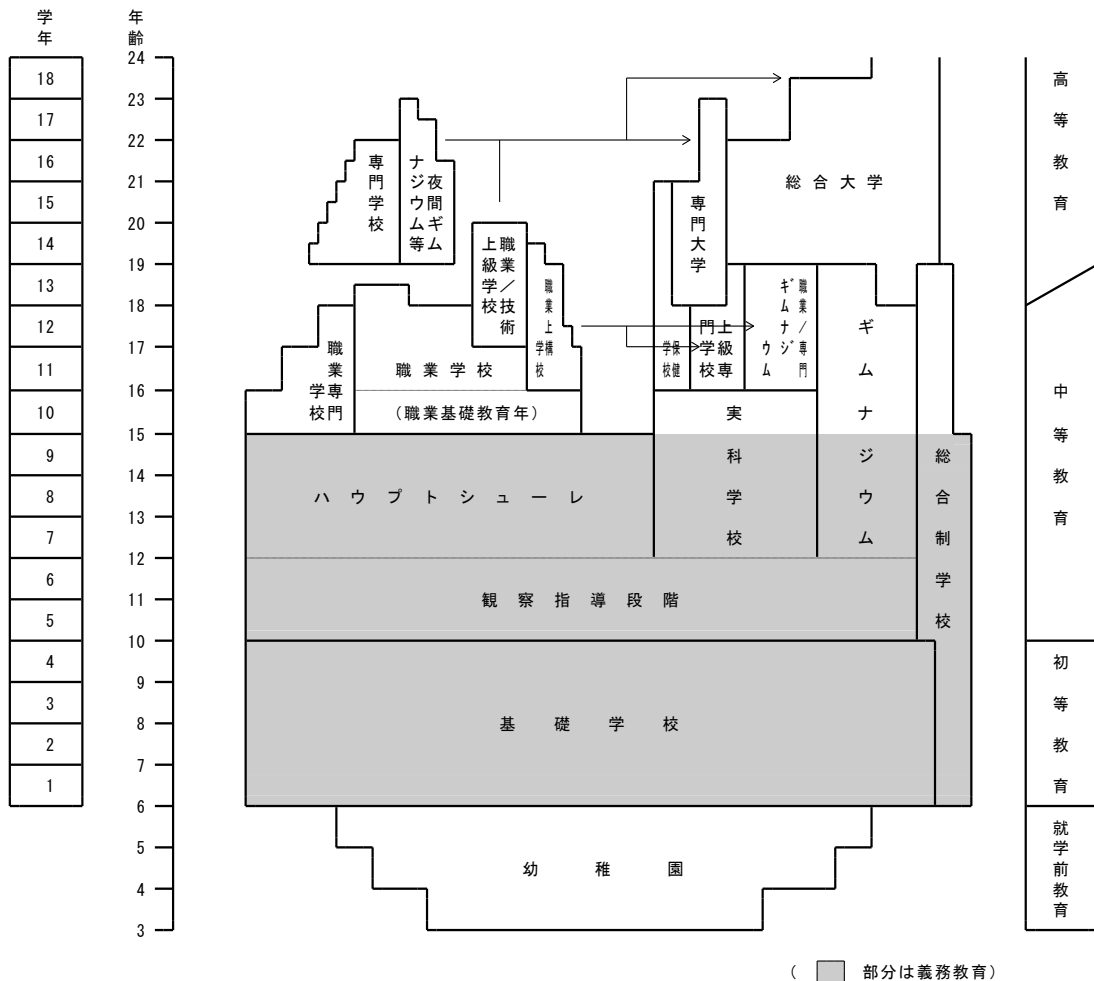 学年
年齢
18
17
16
15
14
13
12
11
10
9
8
7
6
5
4
3
2
1
24
23
22
21
20
19
18
17
16
15
14
13
12
11
10
9
8
7
6
5
4
3
専門学校
夜間ギム
ナジウム等
職業/技術
上級学校
職業上構
学校
専門大学
総合大学
職業専門
学校
職業学校
(職業基礎教育年)
保健
学校
上級専
門学校
職業/専門
ギムナジ
ウム
ギムナジウム
実科学校
総合制学校
ハウプトシューレ
観察指導段階
基礎学校
幼稚園
高等教育
中等教育
初等教育
就学前教育
( 部分は義務教育)